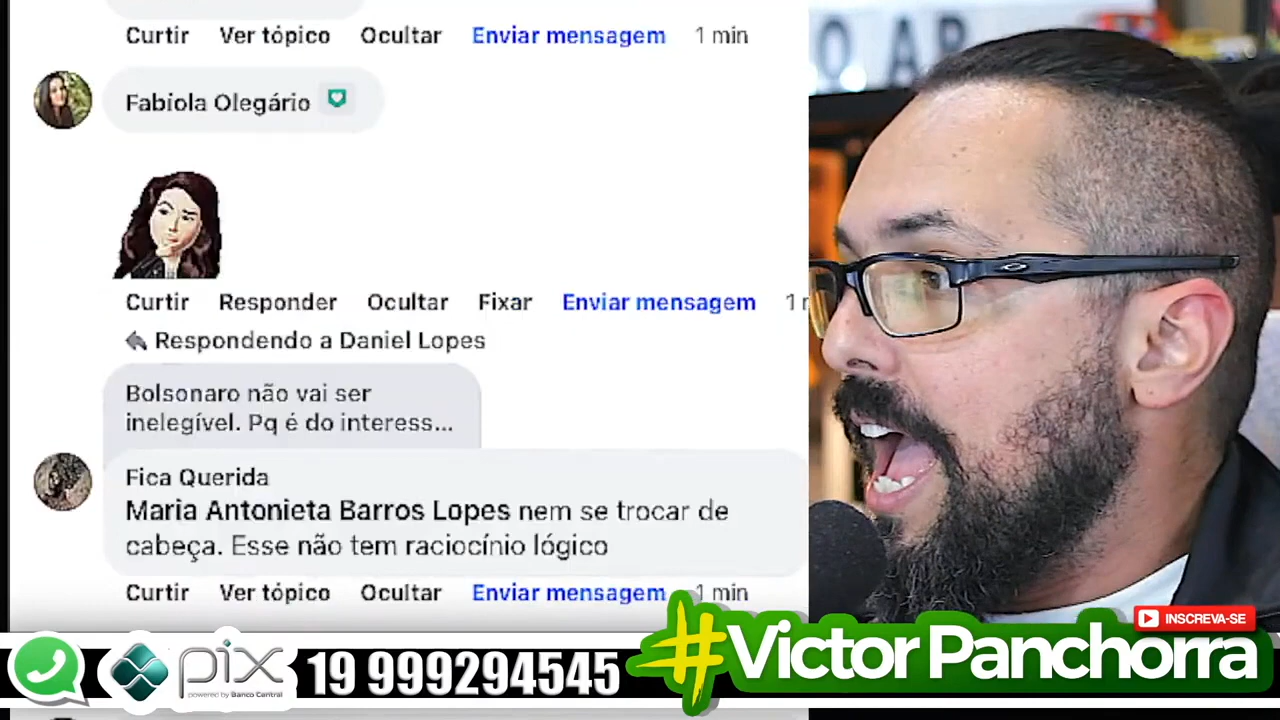 Curtir Ver tópico Ocultar Enviar mensagem 1 min
Fabiola Olegário
Curtir Responder Ocultar Fixar Enviar mensagem
Respondendo a Daniel Lopes
Bolsonaro não vai ser
inelegível. Pq é do interess...
Fica Querida
Maria Antonieta Barros Lopes nem se trocar de
cabeça. Esse não tem raciocínio lógico
Curtir Ver tópico Ocultar Enviar mensagem 1 min
O AR
INSCREVA-SE
pix
powered by Banco Central
19 999294545
#Victor Panchorra